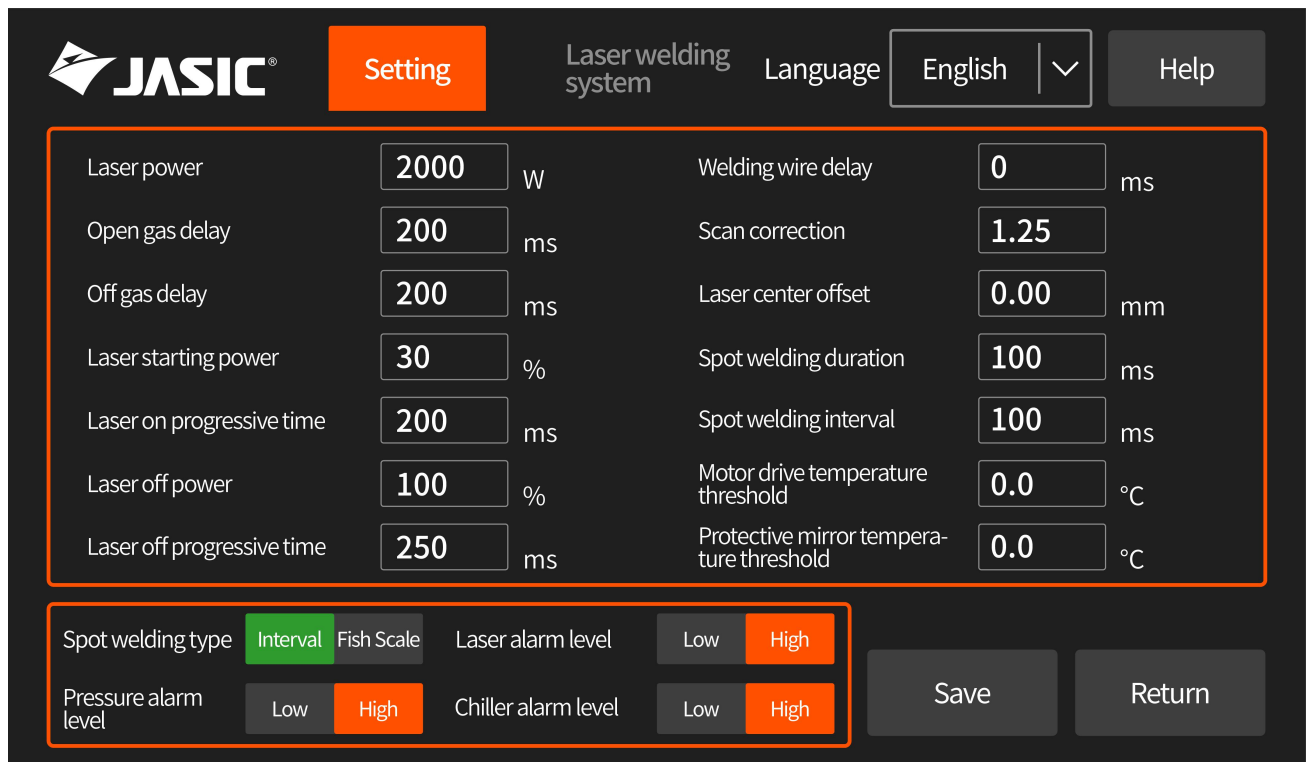 JASIC®
Setting
Laser welding
system
Language
English
Help
Laser power 2000 W
Open gas delay 200 ms
Off gas delay 200 ms
Laser starting power 30 %
Laser on progressive time 200 ms
Laser off power 100 %
Laser off progressive time 250 ms
Welding wire delay 0 ms
Scan correction 1.25
Laser center offset 0.00 mm
Spot welding duration 100 ms
Spot welding interval 100 ms
Motor drive temperature
threshold 0.0 °C
Protective mirror tempera-
ture threshold 0.0 °C
Spot welding type Interval Fish Scale
Laser alarm level Low High
Pressure alarm
level Low High
Chiller alarm level Low High
Save
Return